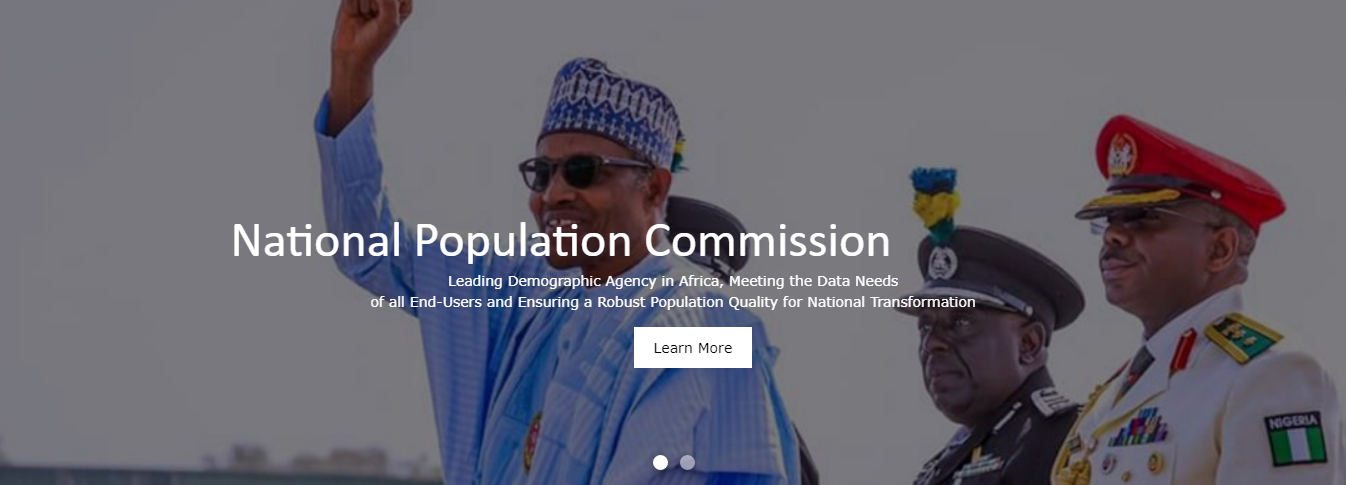 National Population Commission
Leading Demographic Agency in Africa, Meeting the Data Needs
of all End-Users and Ensuring a Robust Population Quality for National Transformation
Learn More
NIGERIA